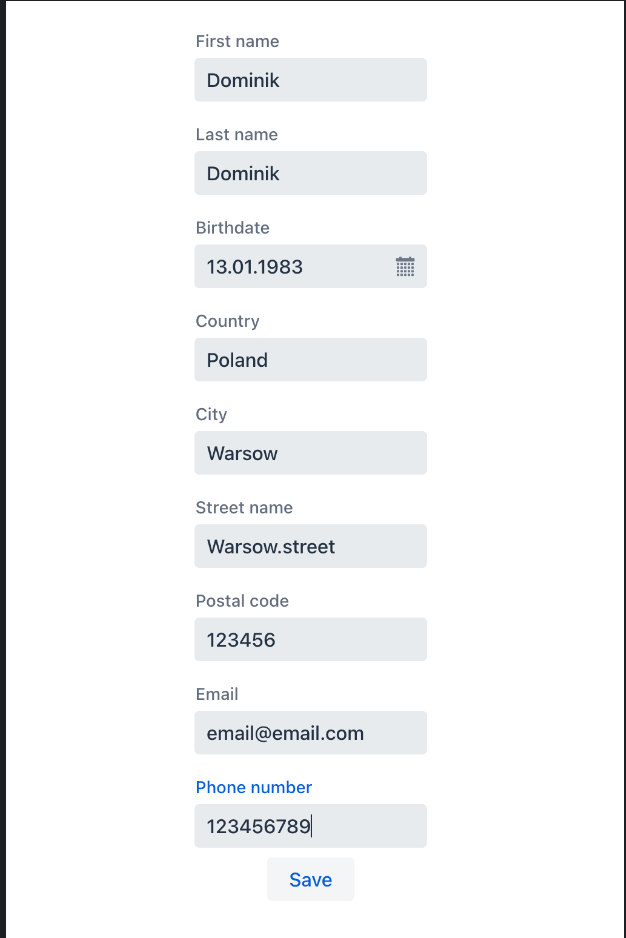 First name
Dominik
Last name
Dominik
Birthdate
13.01.1983
Country
Poland
City
Warsow
Street name
Warsow.street
Postal code
123456
Email
email@email.com
Phone number
123456789
Save